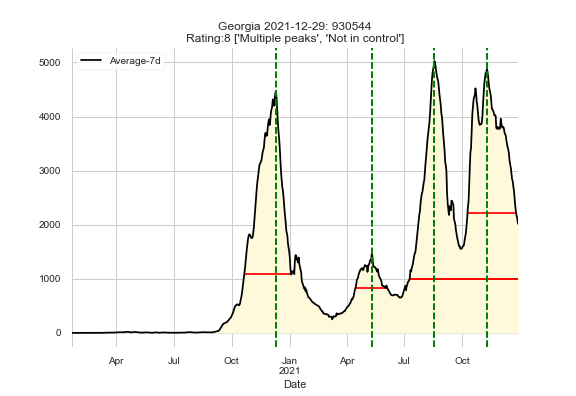 Georgia 2021-12-29: 930544
Rating:8 ['Multiple peaks', 'Not in control']
Average-7d
5000
4000
3000
2000
1000
0
Apr Jul Oct Jan Apr Jul Oct
2021
Date